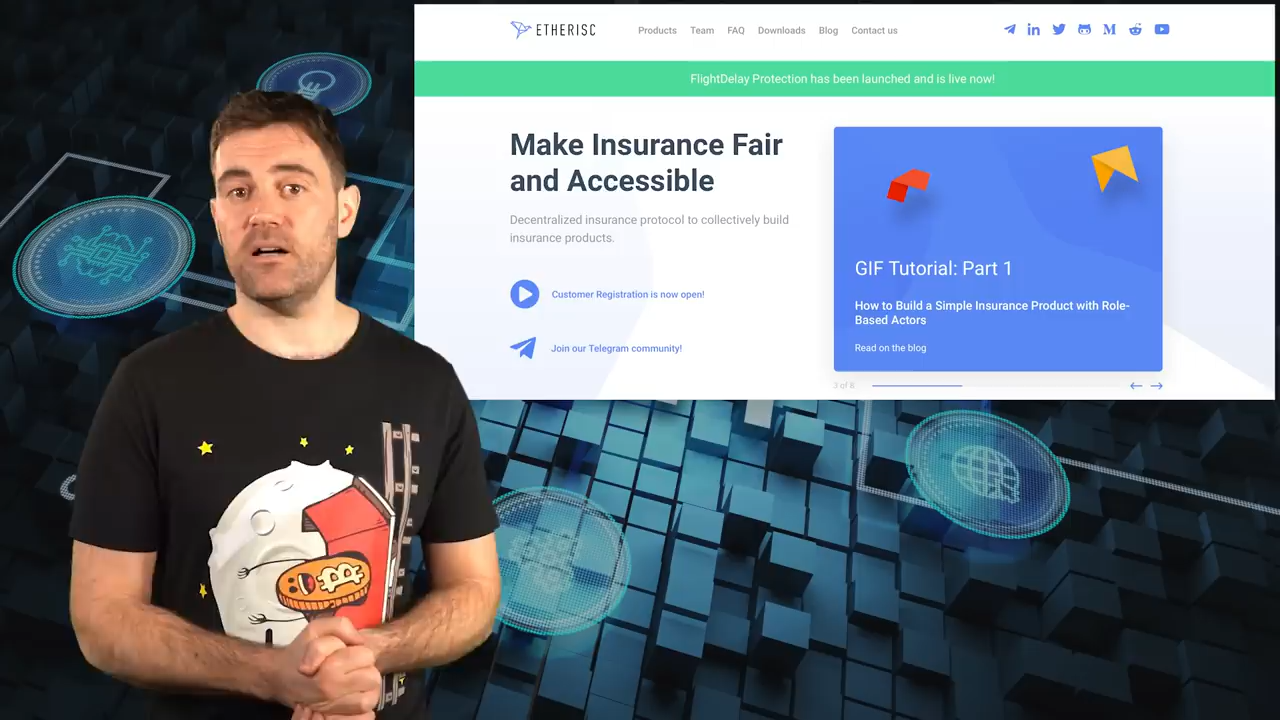 ETHERISC
Products Team FAQ Downloads Blog Contact us
FlightDelay Protection has been launched and is live now!
Make Insurance Fair
and Accessible
Decentralized insurance protocol to collectively build
insurance products.
Customer Registration is now open!
Join our Telegram community!
GIF Tutorial: Part 1
How to Build a Simple Insurance Product with Role-
Based Actors
Read on the blog
3 of 6